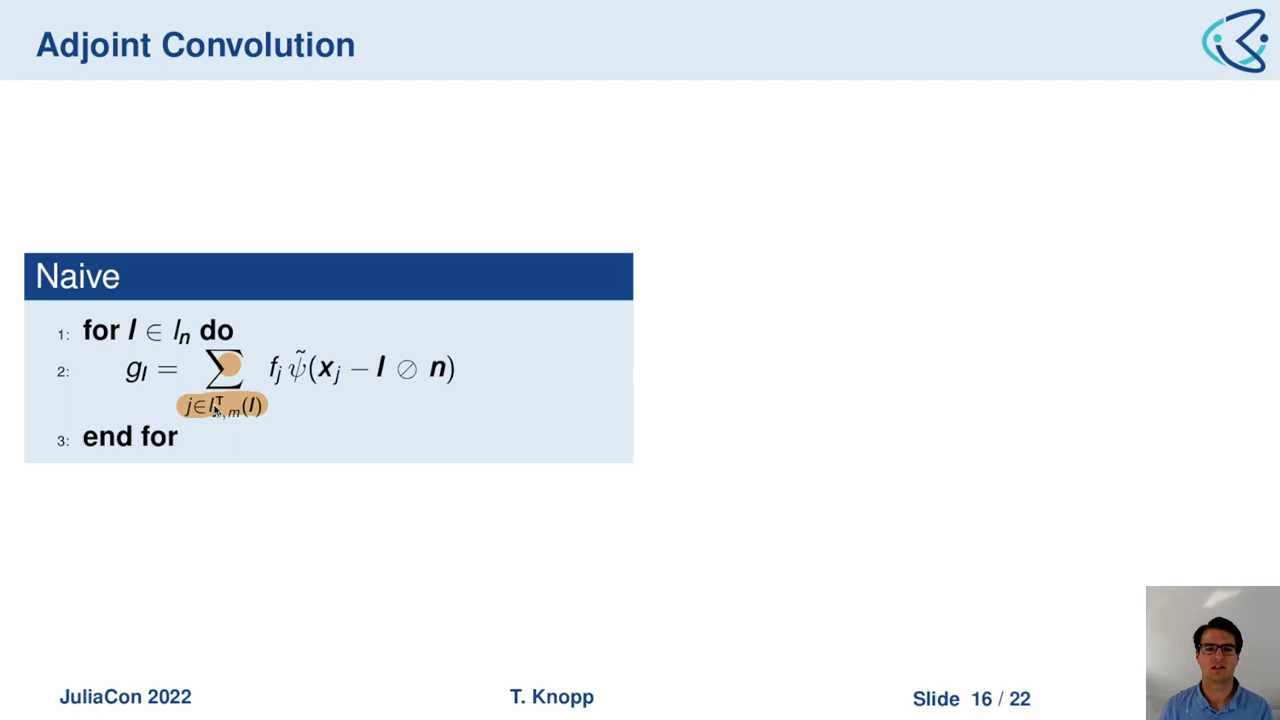 Adjoint Convolution
Naive
1: for l ∈ I_n do
2: g_l = ∑_{j∈I^T_{n,m}(l)} f_j ψ̃(x_j − l ⊘ n)
3: end for
JuliaCon 2022
T. Knopp
Slide 16 / 22